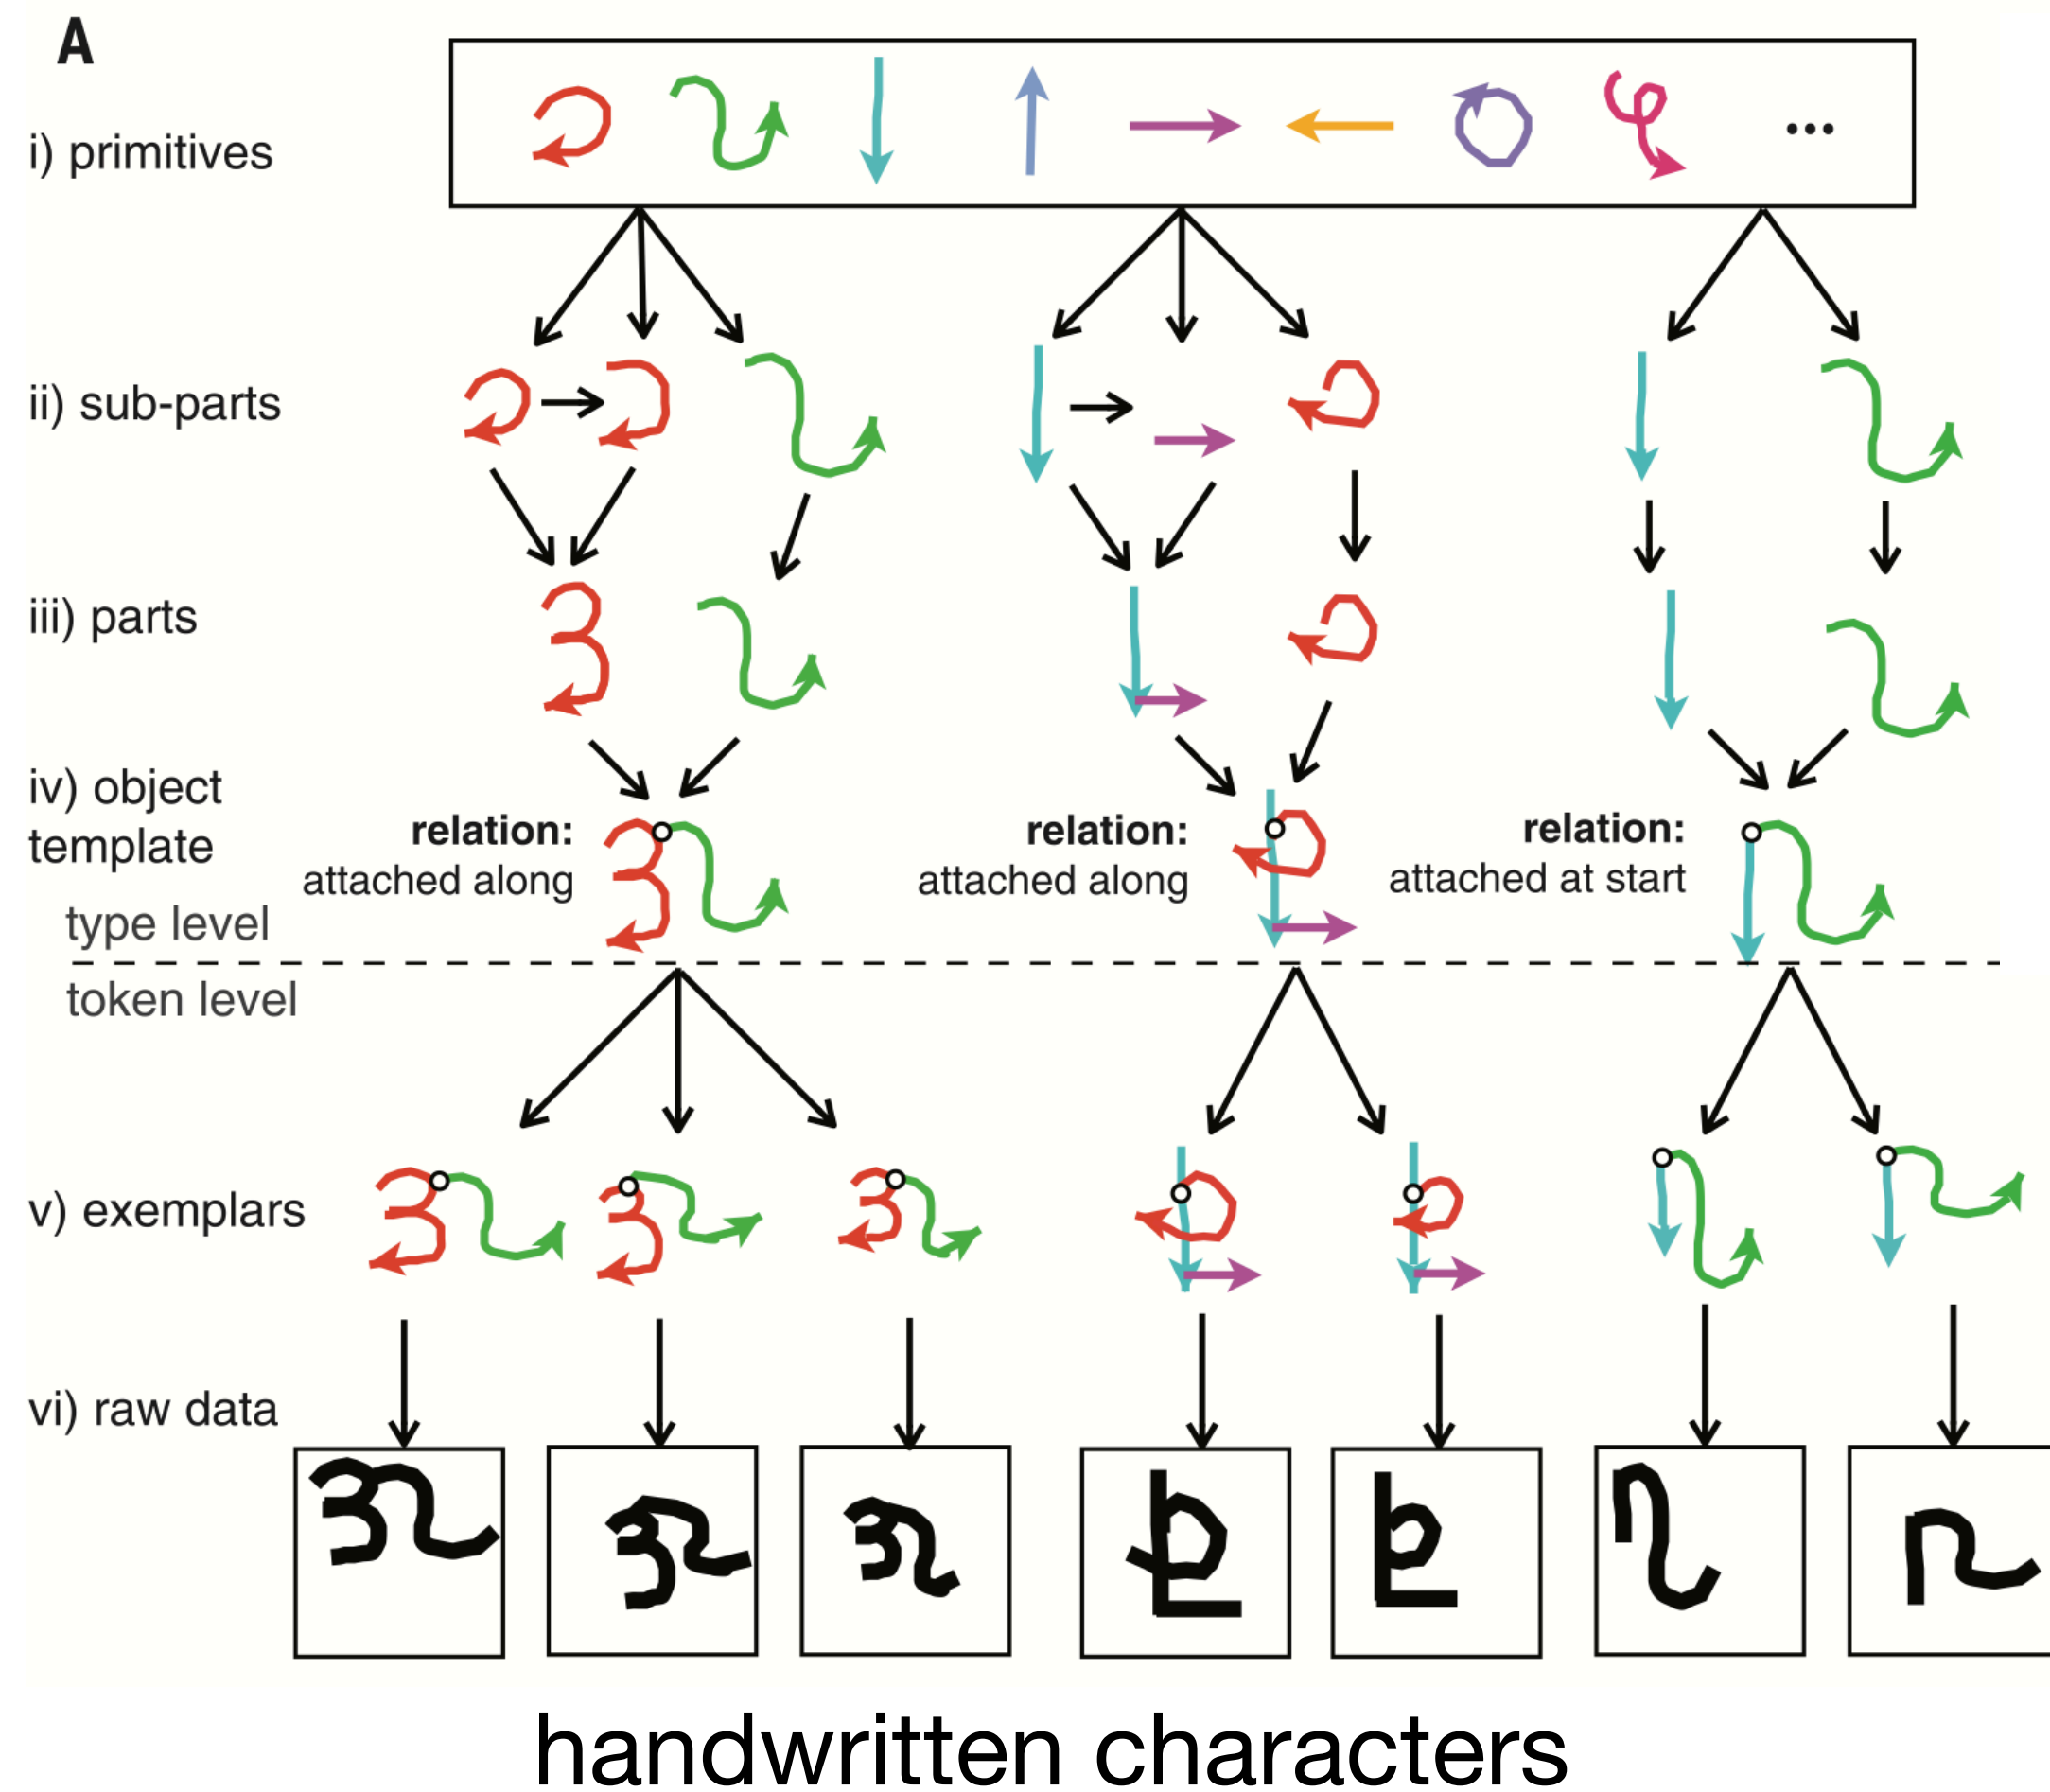 A
i) primitives
...
ii) sub-parts
iii) parts
iv) object
template
relation:
attached along
relation:
attached along
relation:
attached at start
type level
token level
v) exemplars
vi) raw data
handwritten characters